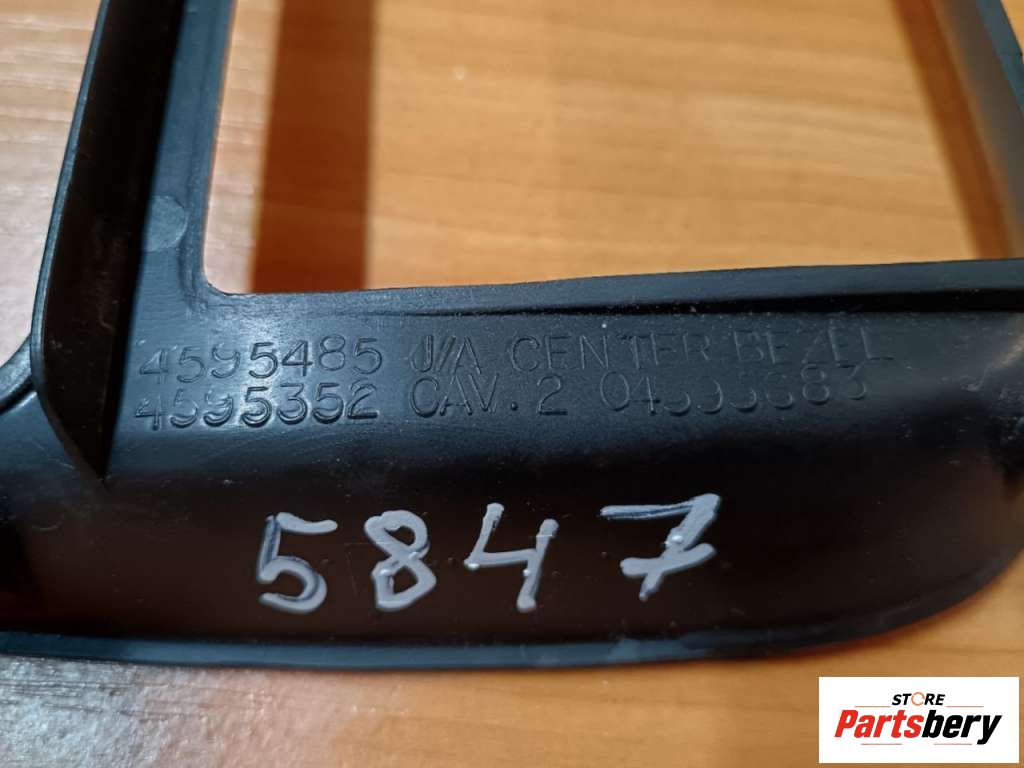 4595485 J/A CENTER BEZEL
4595352 CAV. 2
5847
STORE
Partsbery